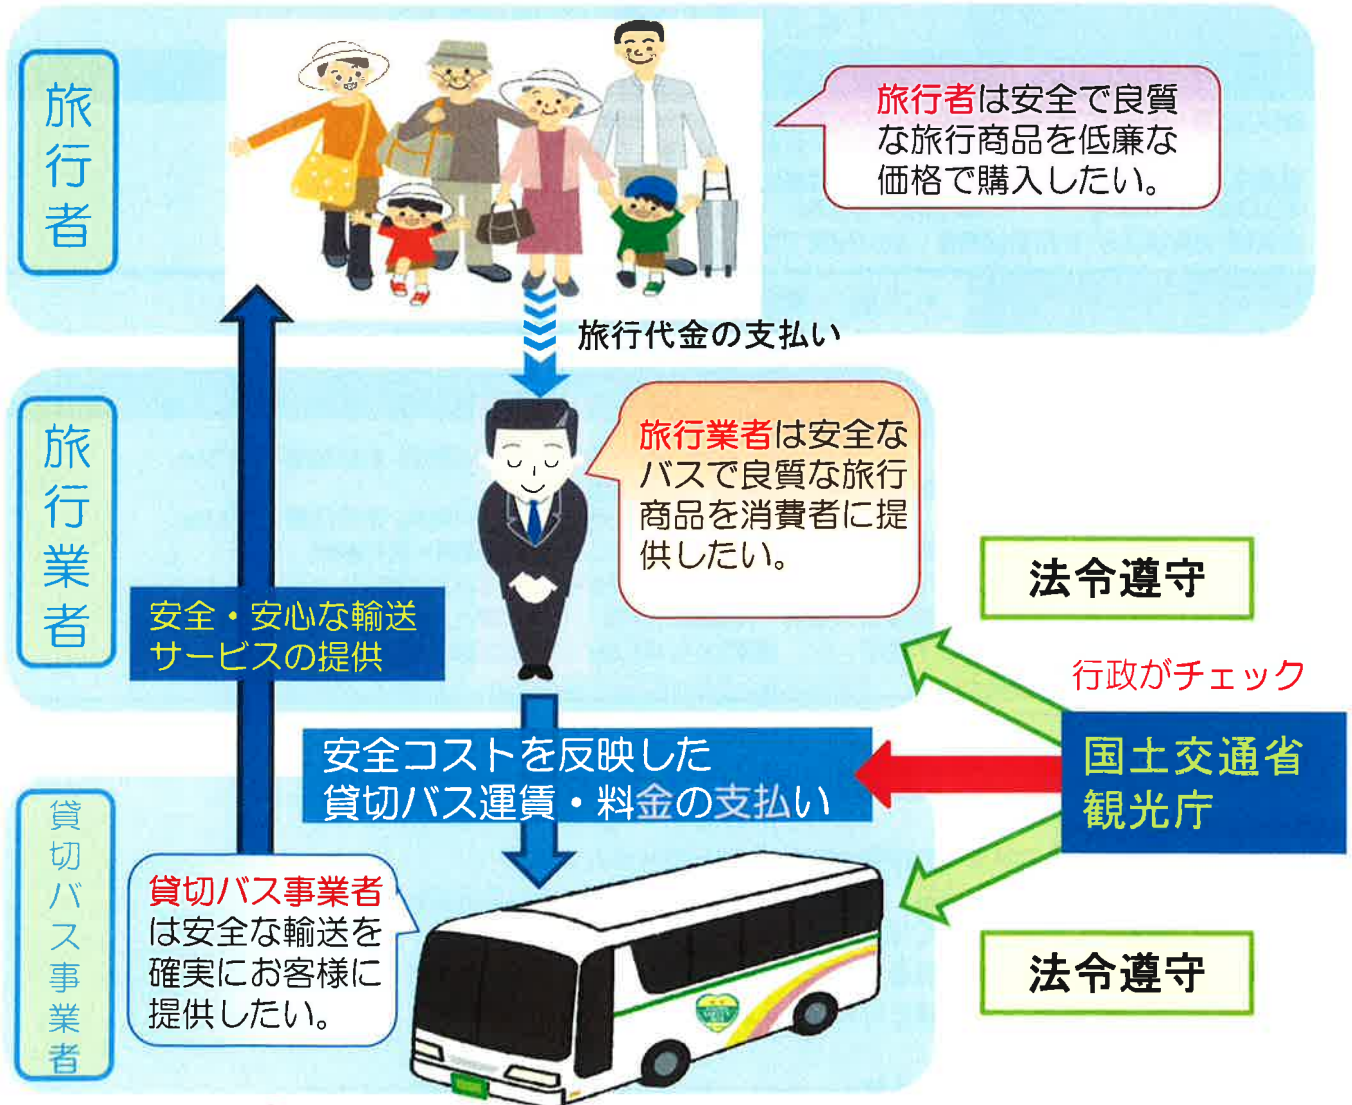 旅行者
旅行者は安全で良質
な旅行商品を低廉な
価格で購入したい。
旅行代金の支払い
旅行業者
旅行業者は安全な
バスで良質な旅行
商品を消費者に提
供したい。
法令遵守
安全・安心な輸送
サービスの提供
行政がチェック
国土交通省
観光庁
安全コストを反映した
貸切バス運賃・料金の支払い
貸切バス事業者
貸切バス事業者
は安全な輸送を
確実にお客様に
提供したい。
法令遵守